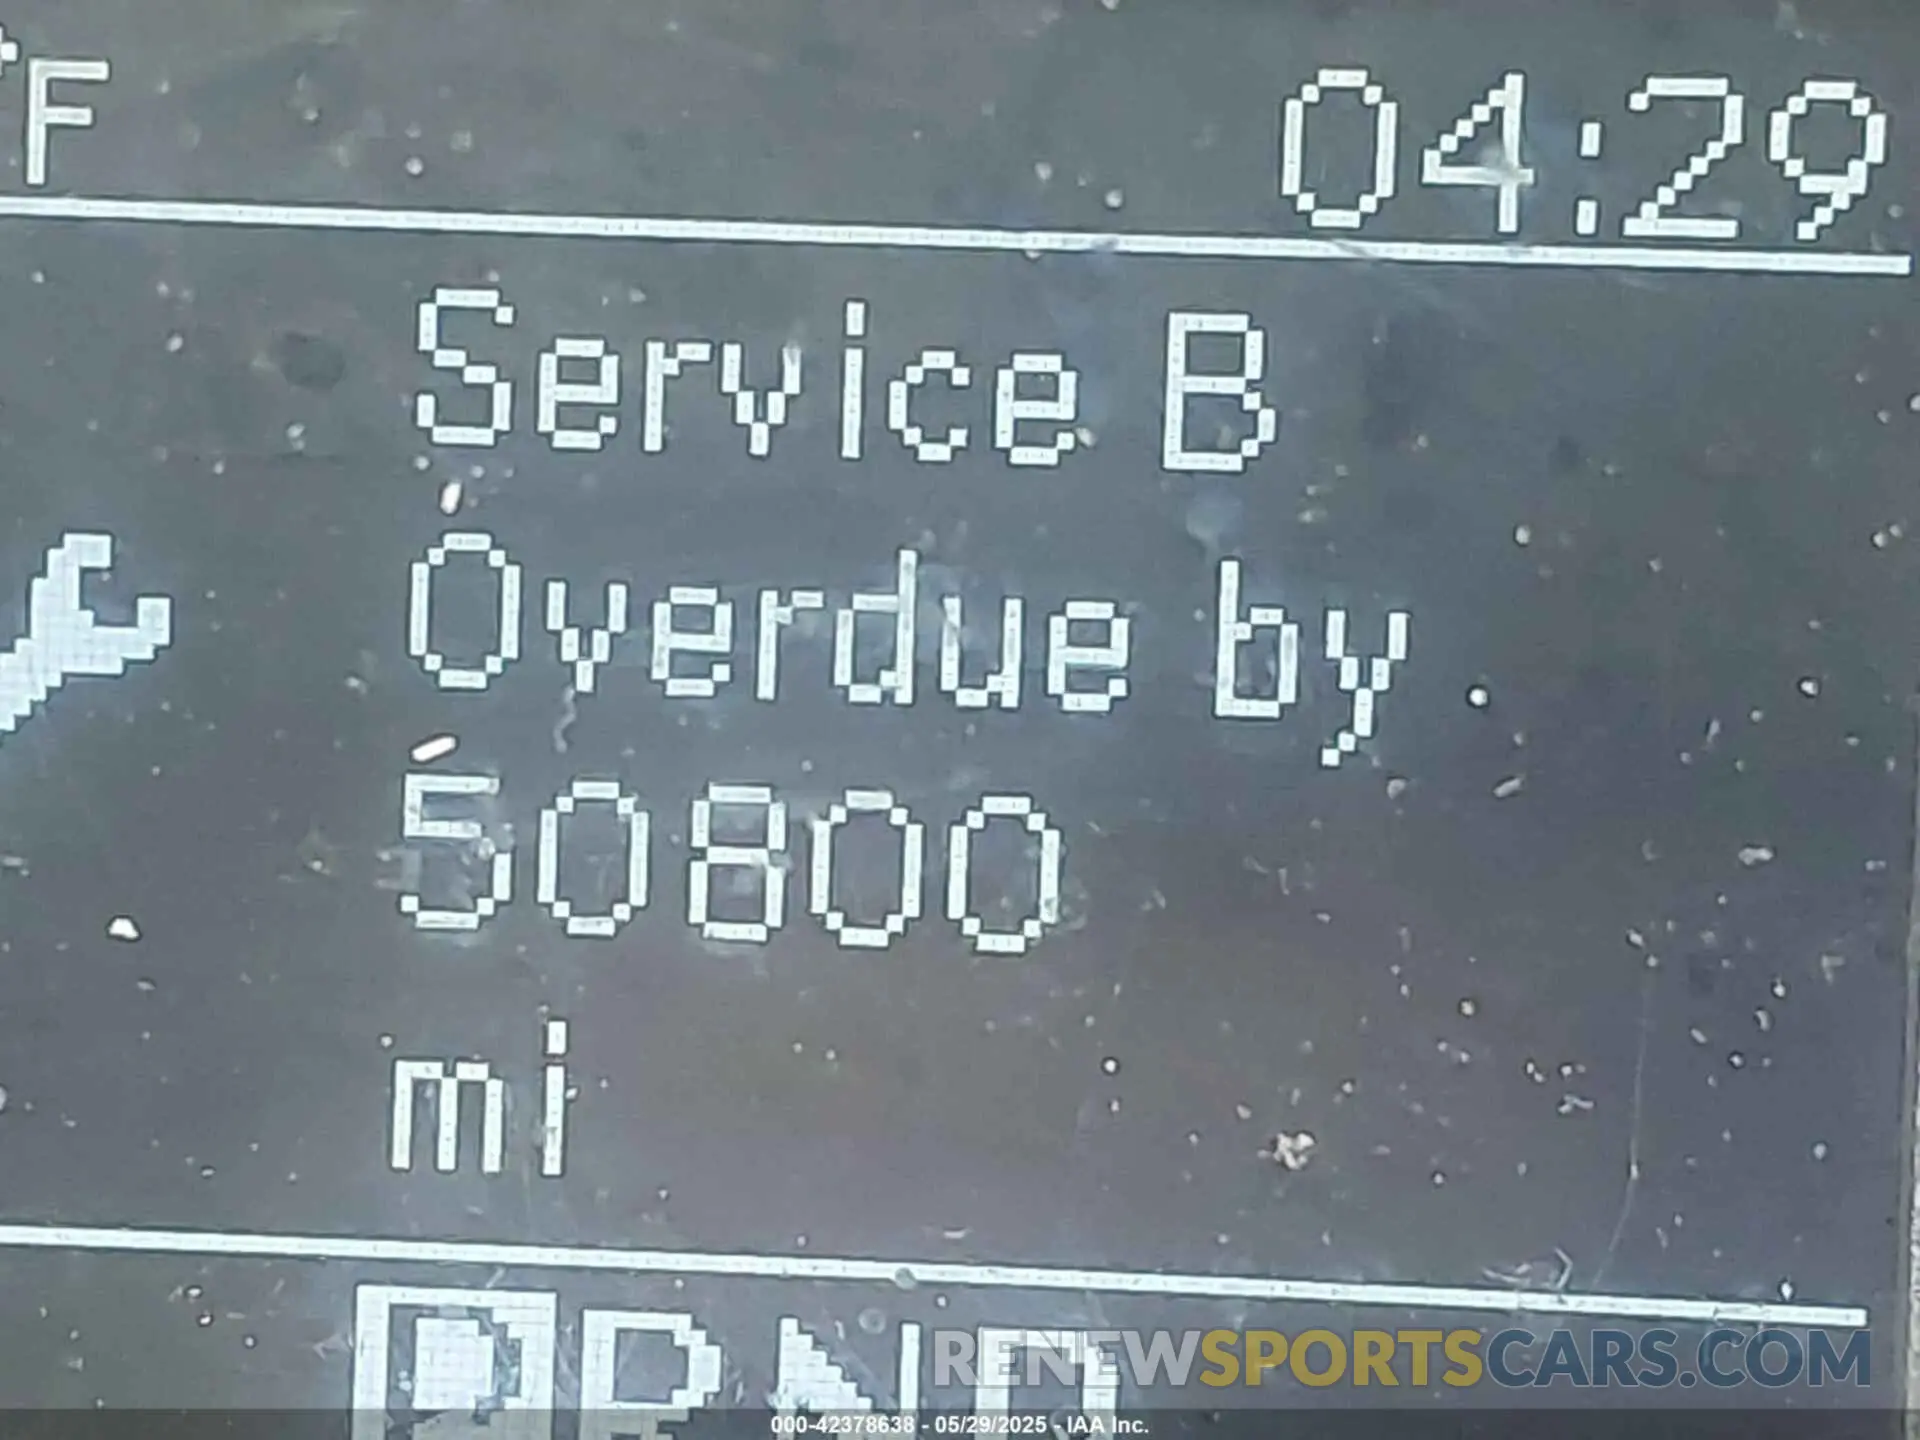 °F 04:29
Service B
Overdue by
50800
mi
P R N D
RENEWSPORTSCARS.COM
000-42378638 - 05/29/2025 - IAA Inc.